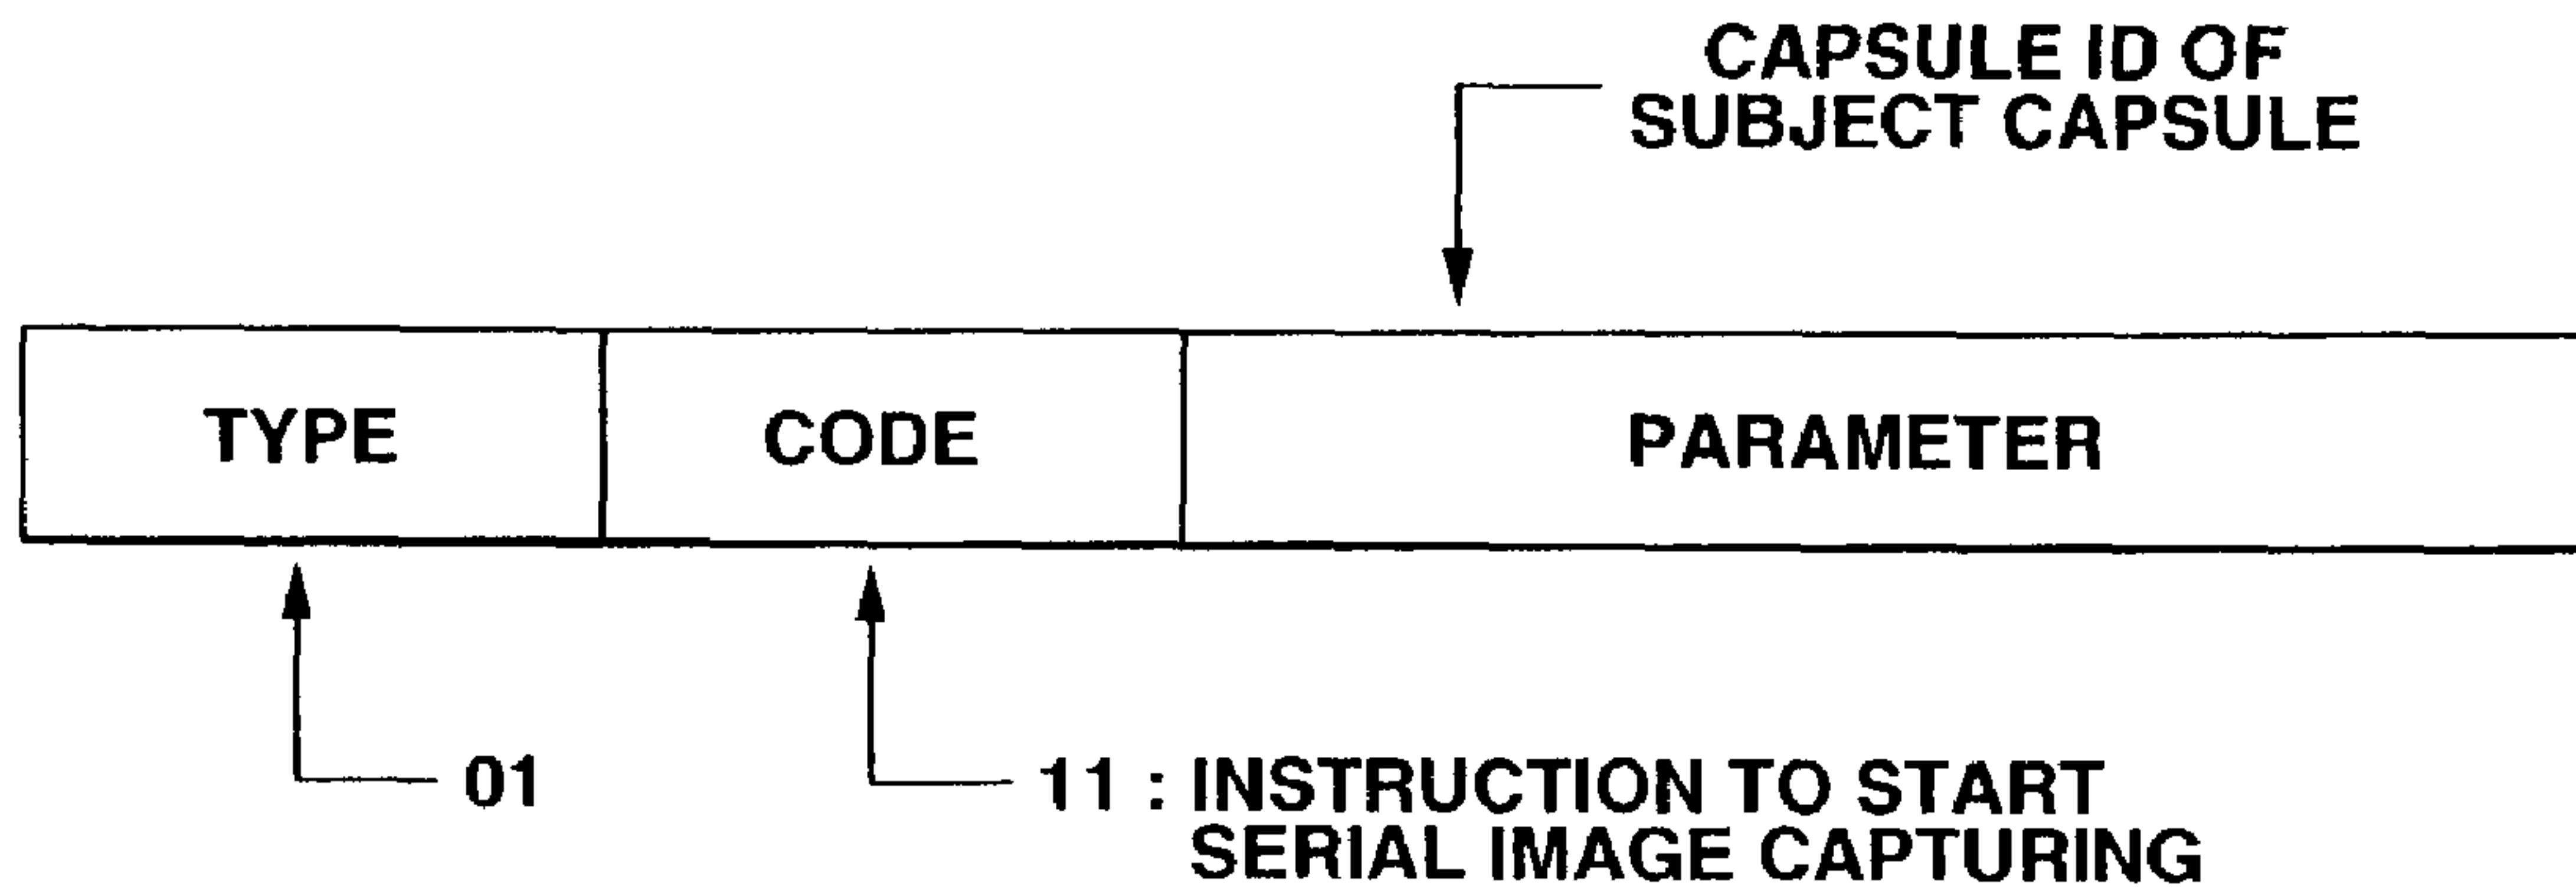 CAPSULE ID OF
SUBJECT CAPSULE
TYPE CODE PARAMETER
01
11 : INSTRUCTION TO START
SERIAL IMAGE CAPTURING